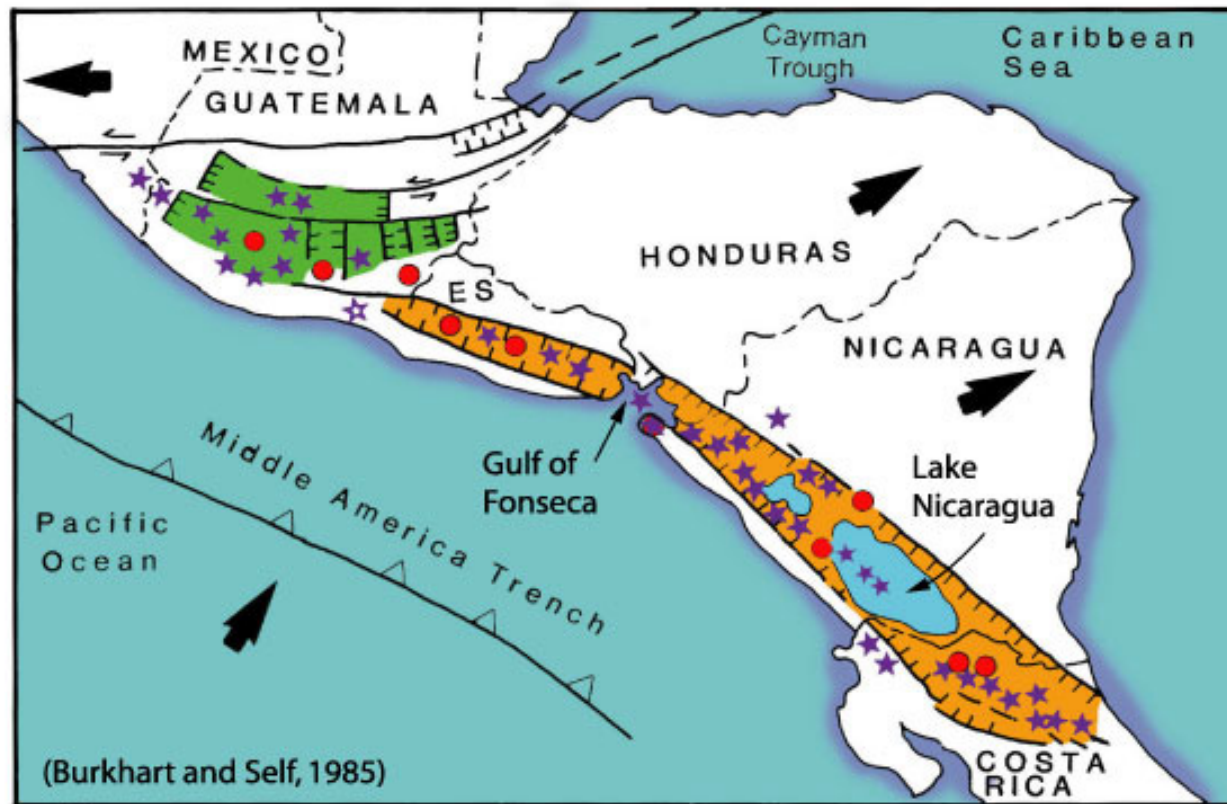 MEXICO
GUATEMALA
Cayman
Trough
Caribbean
Sea
HONDURAS
ES
NICARAGUA
Gulf of
Fonseca
Lake
Nicaragua
Middle America Trench
Pacific
Ocean
COSTA
RICA
(Burkhart and Self, 1985)